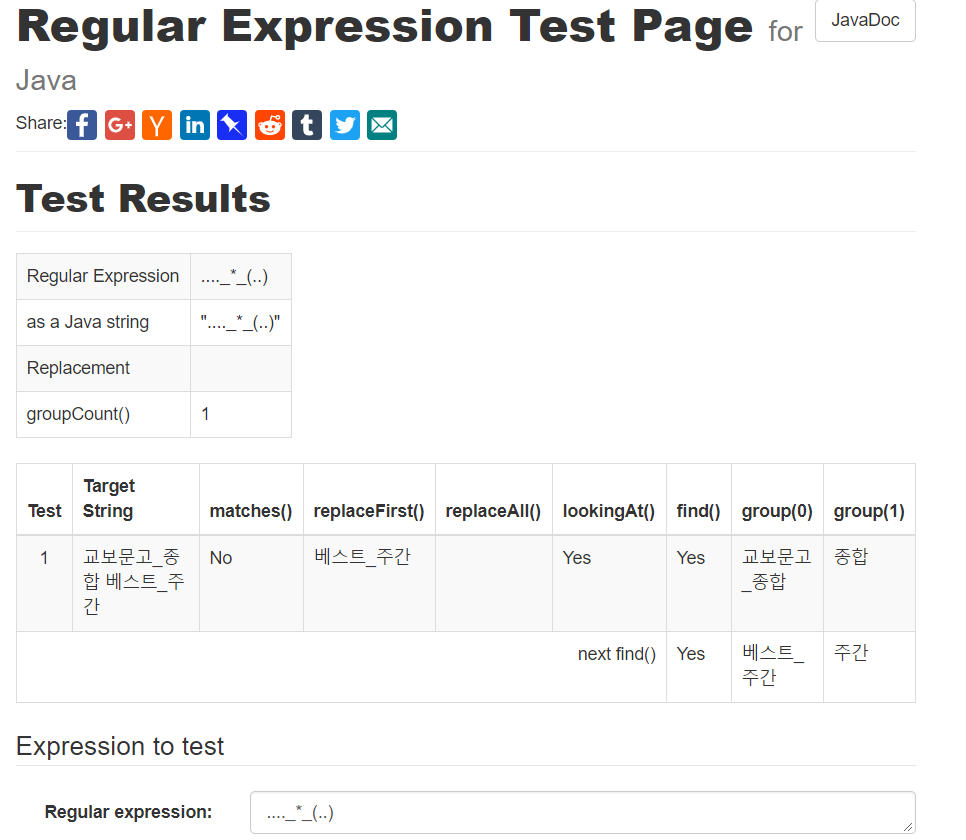 Regular Expression Test Page for
JavaDoc
Java
Share:
Test Results
Regular Expression ...._*_(..)
as a Java string "...._*_(..)"
Replacement
groupCount() 1
Test Target String matches() replaceFirst() replaceAll() lookingAt() find() group(0) group(1)
1 교보문고_종합 베스트_주간 No 베스트_주간 Yes Yes 교보문고_종합 종합
next find() Yes 베스트_주간 주간
Expression to test
Regular expression: ...._*_(..)